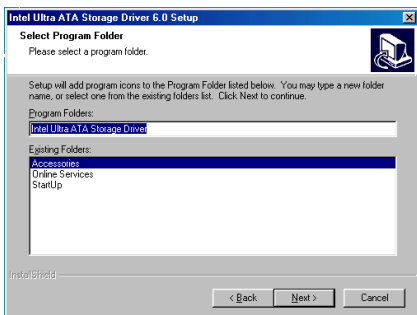 Intel Ultra ATA Storage Driver 6.0 Setup
Select Program Folder
Please select a program folder.
Setup will add program icons to the Program Folder listed below. You may type a new folder
name, or select one from the existing folders list. Click Next to continue.
Program Folders:
Intel Ultra ATA Storage Driver
Existing Folders:
Accessories
Online Services
StartUp
InstallShield
< Back
Next >
Cancel